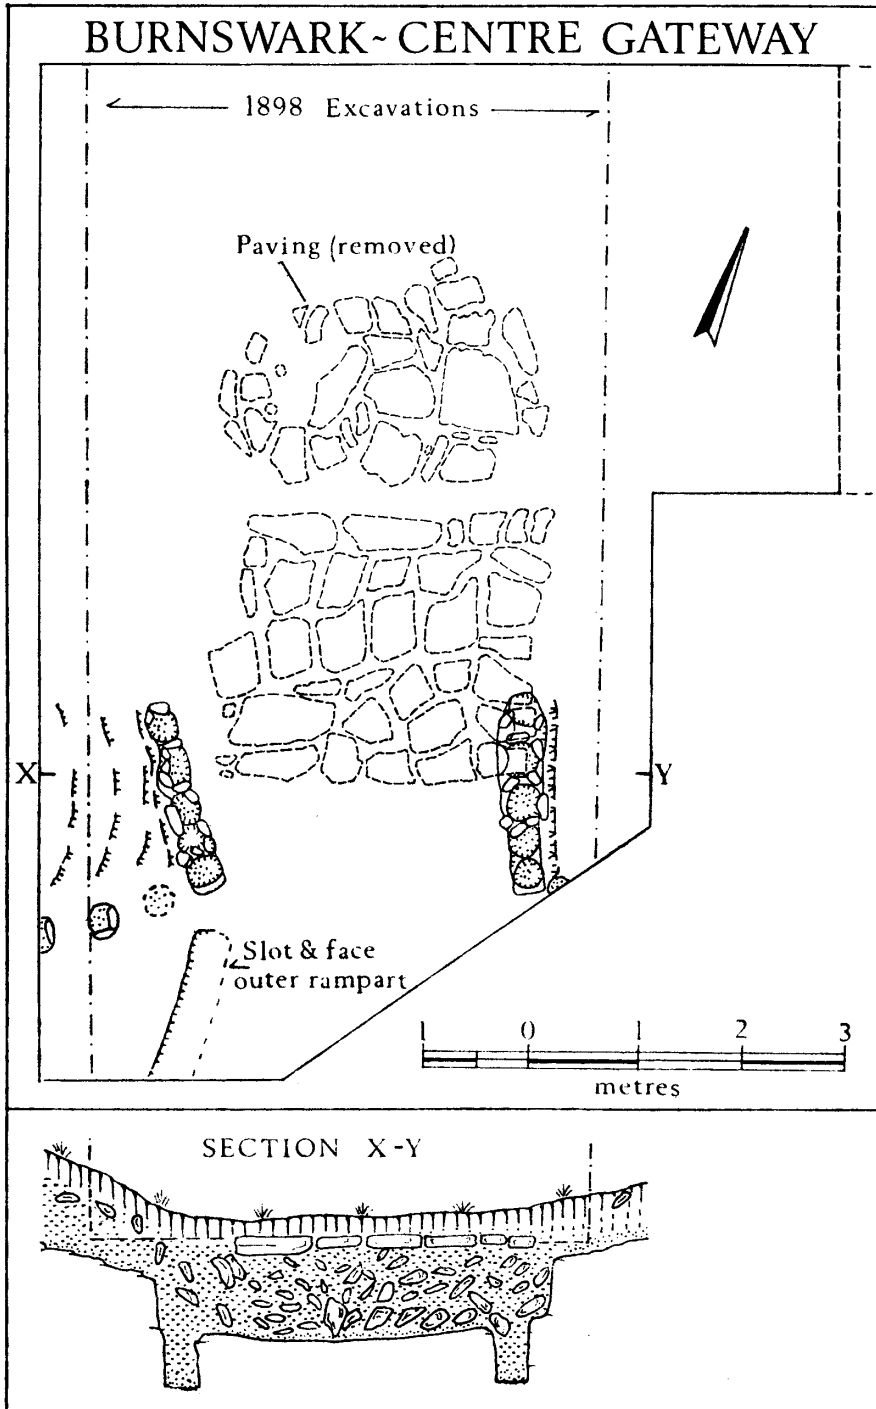 BURNSWARK ~ CENTRE GATEWAY
1898 Excavations
Paving (removed)
X
Y
Slot & face
outer rampart
1 0 1 2 3
metres
SECTION X-Y